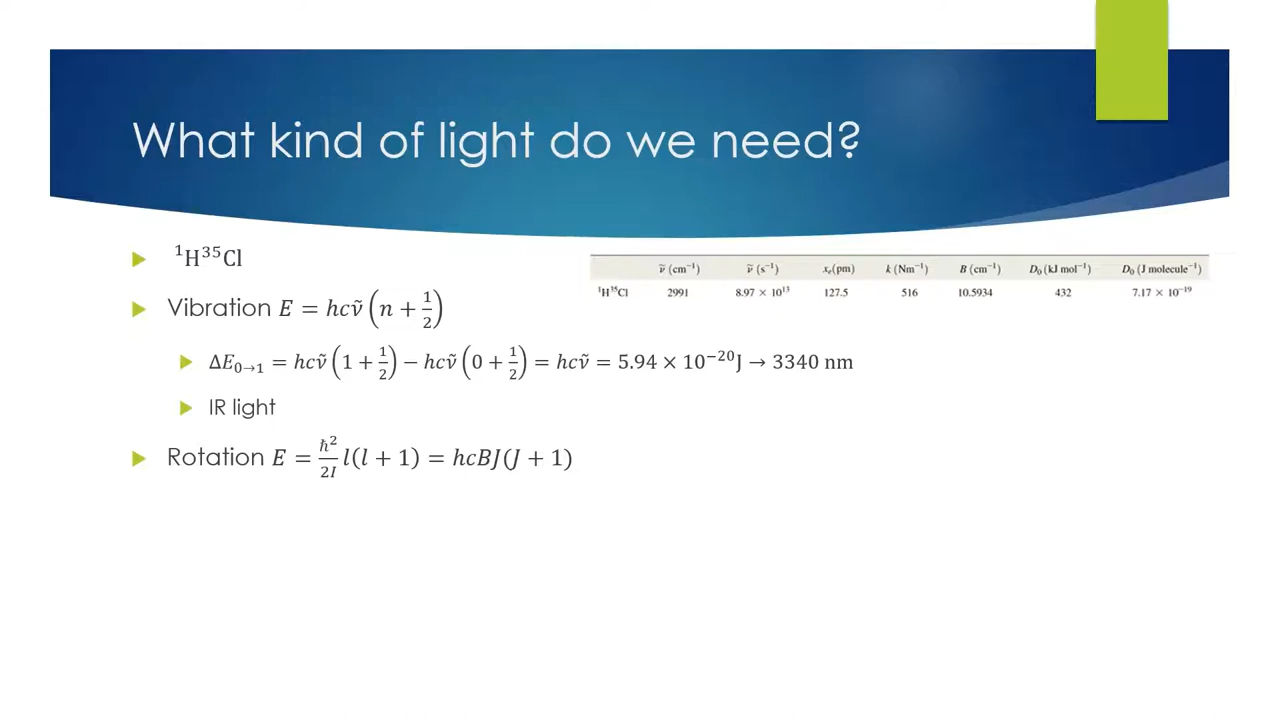 What kind of light do we need?
¹H³⁵Cl
ν̃ (cm⁻¹) ν̃ (s⁻¹) xₑ(pm) k (Nm⁻¹) B (cm⁻¹) D₀ (kJ mol⁻¹) D₀ (J molecule⁻¹)
¹H³⁵Cl 2991 8.97 × 10¹³ 127.5 516 10.5934 432 7.17 × 10⁻¹⁹
Vibration E = hcν̃(n + 1/2)
ΔE₀→₁ = hcν̃(1 + 1/2) − hcν̃(0 + 1/2) = hcν̃ = 5.94 × 10⁻²⁰J → 3340 nm
IR light
Rotation E = ħ²/2I l(l + 1) = hcBJ(J + 1)